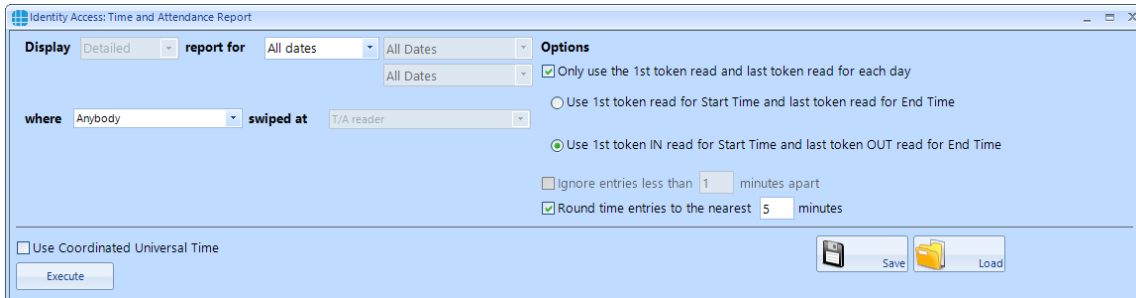 Identity Access: Time and Attendance Report
Display Detailed report for All dates All Dates
All Dates
where Anybody swiped at T/A reader
Options
Only use the 1st token read and last token read for each day
Use 1st token read for Start Time and last token read for End Time
Use 1st token IN read for Start Time and last token OUT read for End Time
Ignore entries less than 1 minutes apart
Round time entries to the nearest 5 minutes
Use Coordinated Universal Time
Execute
Save Load